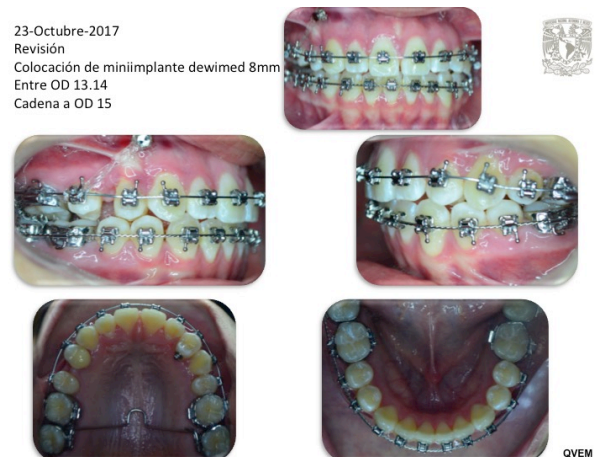 23-Octubre-2017
Revisión
Colocación de miniimplante dewimed 8mm
Entre OD 13.14
Cadena a OD 15
QVEM